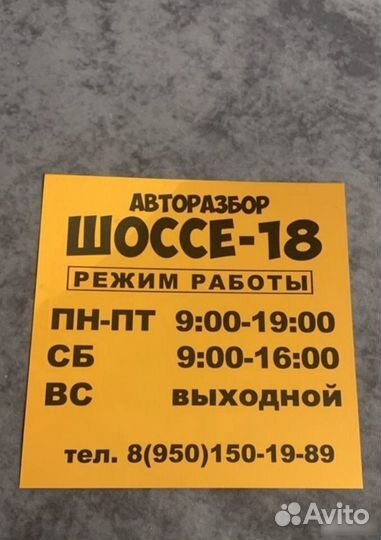 АВТОРАЗБОР
ШОССЕ-18
РЕЖИМ РАБОТЫ
ПН-ПТ 9:00-19:00
СБ 9:00-16:00
ВС выходной
тел. 8(950)150-19-89
Avito